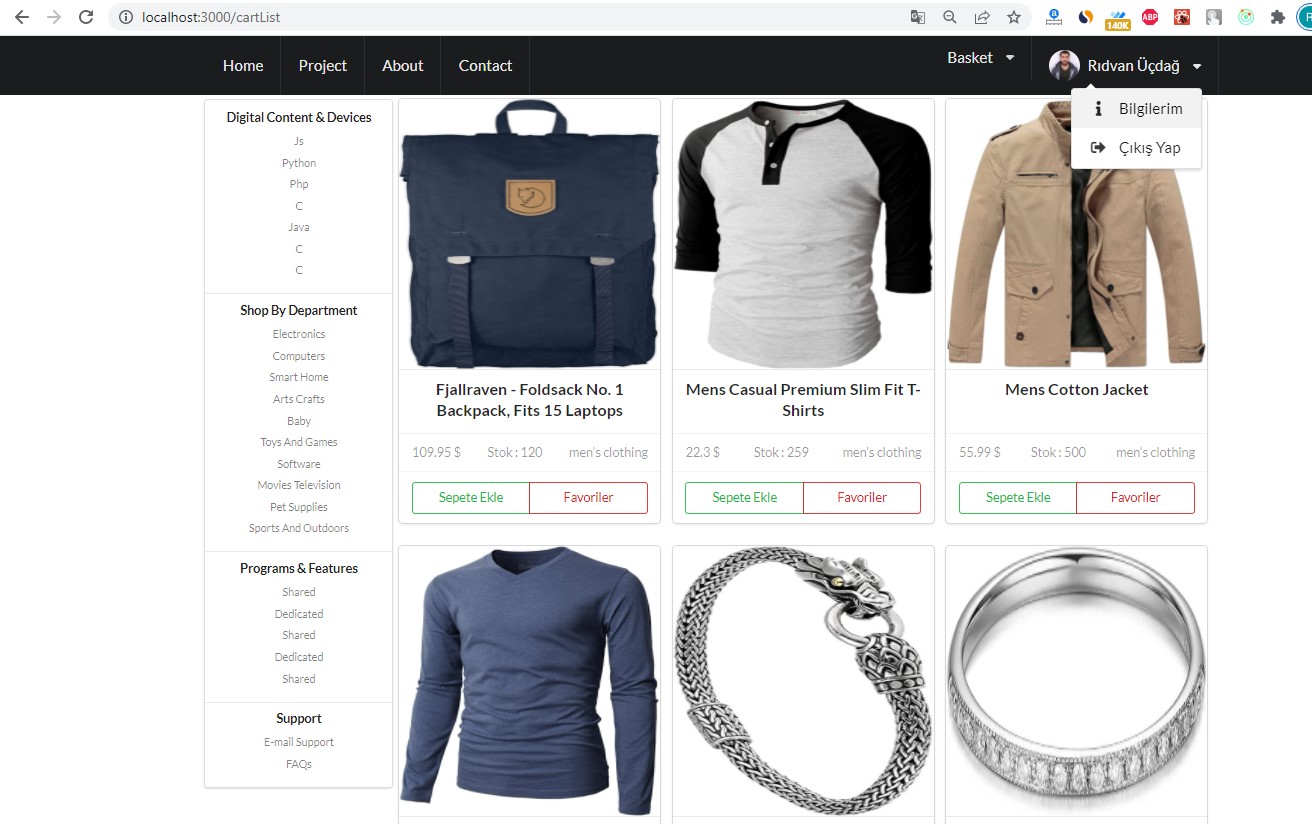 localhost:3000/cartList
140K
ABP
Home
Project
About
Contact
Basket
Rıdvan Üçdağ
Bilgilerim
Çıkış Yap
Digital Content & Devices
Js
Python
Php
C
Java
C
C
Shop By Department
Electronics
Computers
Smart Home
Arts Crafts
Baby
Toys And Games
Software
Movies Television
Pet Supplies
Sports And Outdoors
Programs & Features
Shared
Dedicated
Shared
Dedicated
Shared
Support
E-mail Support
FAQs
Fjallraven - Foldsack No. 1
Backpack, Fits 15 Laptops
109.95 $ Stok : 120 men's clothing
Sepete Ekle Favoriler
Mens Casual Premium Slim Fit T-
Shirts
22.3 $ Stok : 259 men's clothing
Sepete Ekle Favoriler
Mens Cotton Jacket
55.99 $ Stok : 500 men's clothing
Sepete Ekle Favoriler